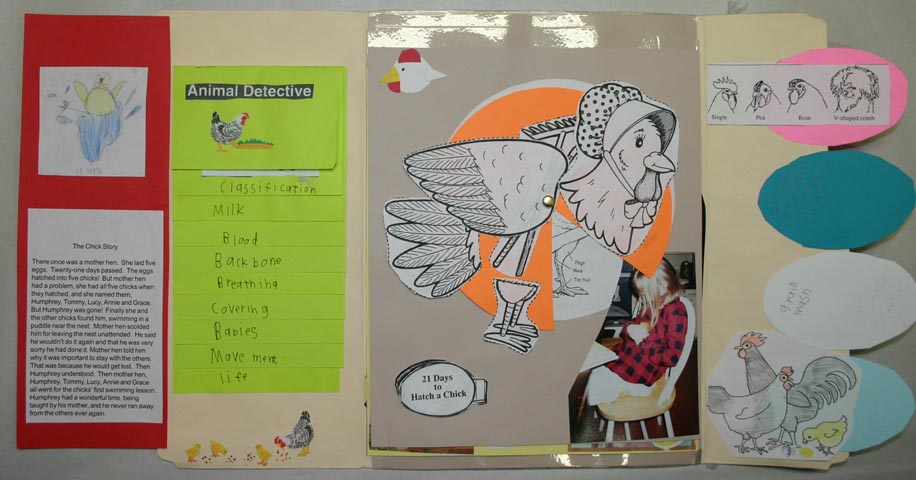 The Chick Story
There once was a mother hen. She laid five
eggs. Twenty-one days passed. The eggs
hatched into five chicks! But mother hen
had a problem, she had all five chicks when
they hatched, and she named them,
Humphrey, Tommy, Lucy, Annie and Grace.
But Humphrey was gone! Finally she and
the other chicks found him, swimming in a
puddle near the nest. Mother hen scolded
him for leaving the nest unattended. He said
he wouldn't do it again and that he was very
sorry he had done it. Mother hen told him
why it was important to stay with the others.
That was because he would get lost. Then
Humphrey understood. Then mother hen,
Humphrey, Tommy, Lucy, Annie and Grace
all went for the chicks' first swimming lesson.
Humphrey had a wonderful time, being
taught by his mother, and he never ran away
from the others ever again.
Animal Detective
Classification
Milk
Blood
Backbone
Breathing
Covering
Babies
Movement
life
Thigh
Hock
Toe Nail
21 Days
to
Hatch a Chick
Single Pea Rose V-shaped comb
grain
mash